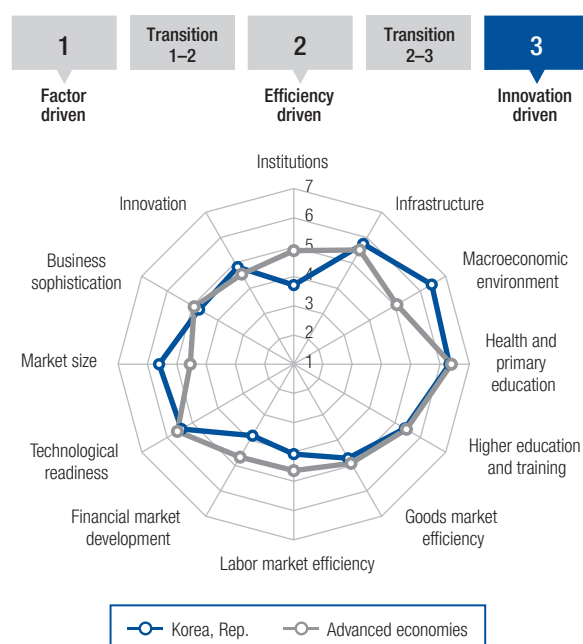 1
Transition
1–2
2
Transition
2–3
3
Factor
driven
Efficiency
driven
Innovation
driven
Institutions
7
6
5
4
3
2
1
Infrastructure
Macroeconomic
environment
Health and
primary
education
Higher education
and training
Goods market
efficiency
Labor market efficiency
Financial market
development
Technological
readiness
Market size
Business
sophistication
Innovation
Korea, Rep.
Advanced economies